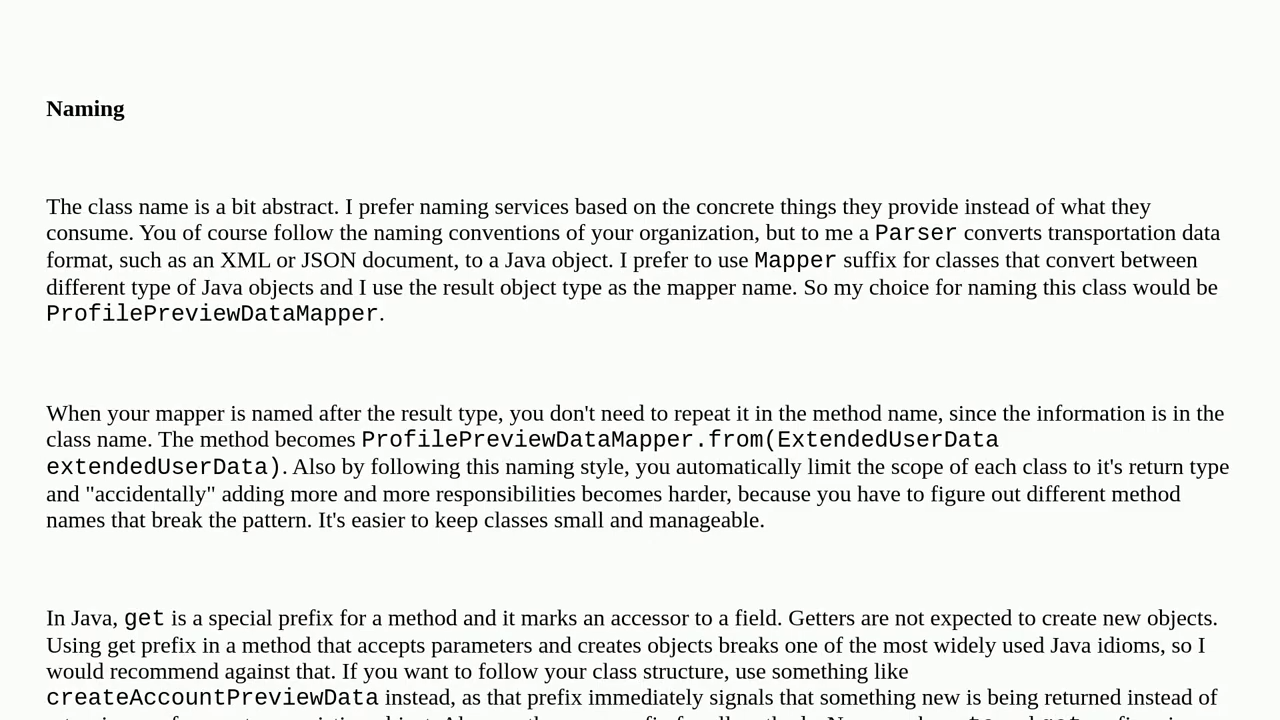 Naming
The class name is a bit abstract. I prefer naming services based on the concrete things they provide instead of what they
consume. You of course follow the naming conventions of your organization, but to me a Parser converts transportation data
format, such as an XML or JSON document, to a Java object. I prefer to use Mapper suffix for classes that convert between
different type of Java objects and I use the result object type as the mapper name. So my choice for naming this class would be
ProfilePreviewDataMapper.
When your mapper is named after the result type, you don't need to repeat it in the method name, since the information is in the
class name. The method becomes ProfilePreviewDataMapper.from(ExtendedUserData
extendedUserData). Also by following this naming style, you automatically limit the scope of each class to it's return type
and "accidentally" adding more and more responsibilities becomes harder, because you have to figure out different method
names that break the pattern. It's easier to keep classes small and manageable.
In Java, get is a special prefix for a method and it marks an accessor to a field. Getters are not expected to create new objects.
Using get prefix in a method that accepts parameters and creates objects breaks one of the most widely used Java idioms, so I
would recommend against that. If you want to follow your class structure, use something like
createAccountPreviewData instead, as that prefix immediately signals that something new is being returned instead of